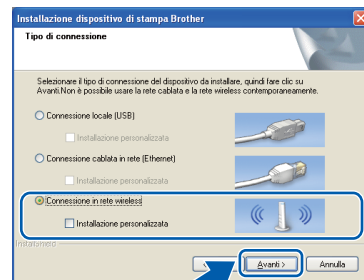 Installazione dispositivo di stampa Brother
Tipo di connessione
Selezionare il tipo di connessione del dispositivo da installare, quindi fare clic su
Avanti.Non è possibile usare la rete cablata e la rete wireless contemporaneamente.
Connessione locale (USB)
Installazione personalizzata
Connessione cablata in rete (Ethernet)
Installazione personalizzata
Connessione in rete wireless
Installazione personalizzata
Avanti >
Annulla